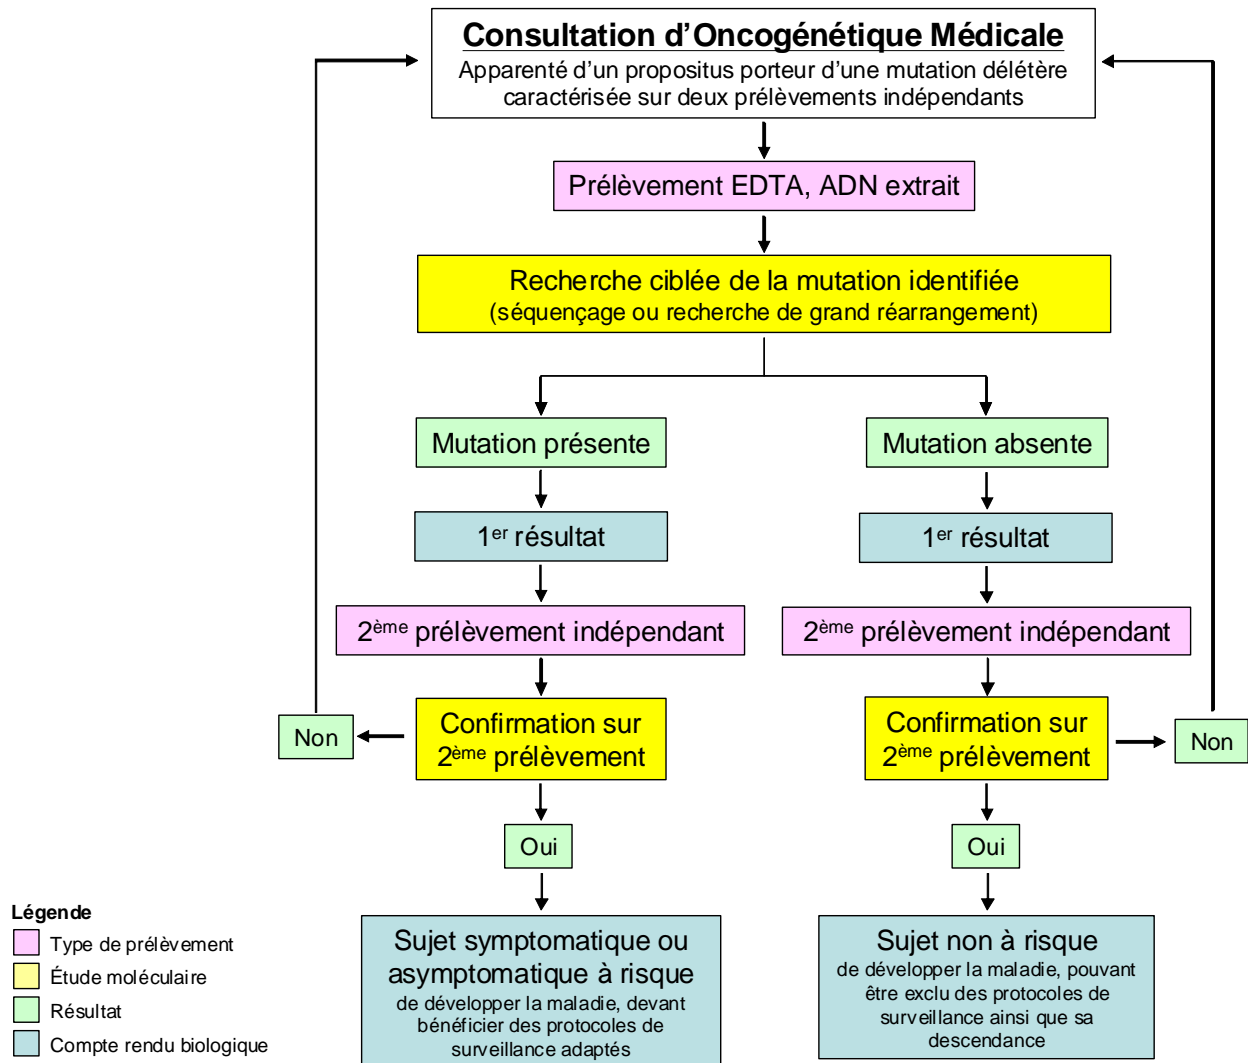 Consultation d’Oncogénétique Médicale
Apparenté d’un propositus porteur d’une mutation délétère
caractérisée sur deux prélèvements indépendants
Prélèvement EDTA, ADN extrait
Recherche ciblée de la mutation identifiée
(séquençage ou recherche de grand réarrangement)
Mutation présente
Mutation absente
1er résultat
1er résultat
2ème prélèvement indépendant
2ème prélèvement indépendant
Non
Confirmation sur
2ème prélèvement
Confirmation sur
2ème prélèvement
Non
Oui
Oui
Sujet symptomatique ou
asymptomatique à risque
de développer la maladie, devant
bénéficier des protocoles de
surveillance adaptés
Sujet non à risque
de développer la maladie, pouvant
être exclu des protocoles de
surveillance ainsi que sa
descendance
Légende
Type de prélèvement
Étude moléculaire
Résultat
Compte rendu biologique